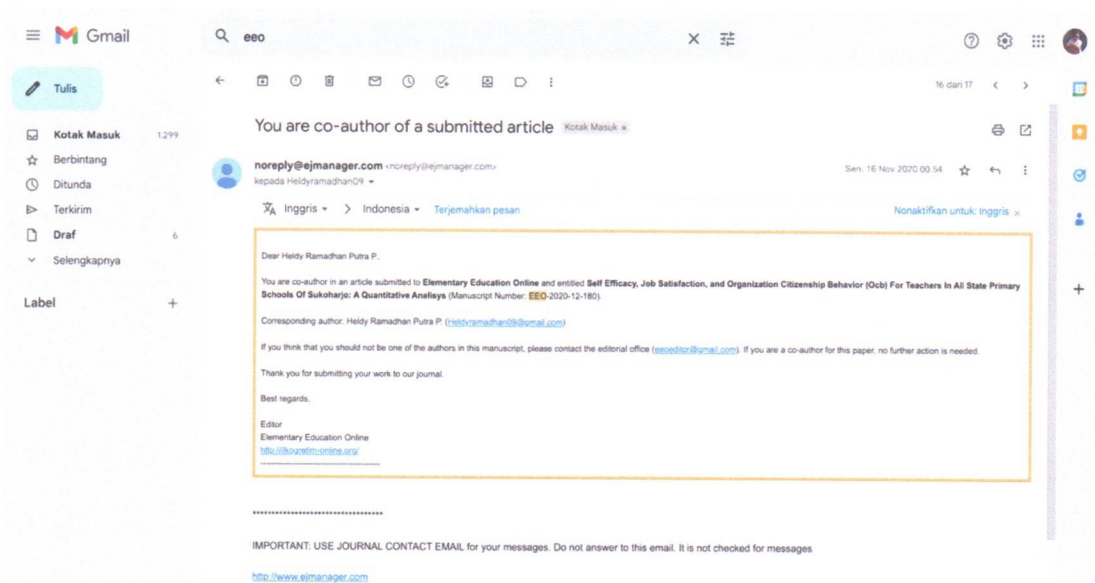 Gmail
eeo
Tulis
16 dari 17
Kotak Masuk 1.299
Berbintang
Ditunda
Terkirim
Draf 6
Selengkapnya
Label +
You are co-author of a submitted article Kotak Masuk ×
noreply@ejmanager.com <noreply@ejmanager.com>
Sen, 16 Nov 2020 00.54
kepada Heldyramadhan09
Inggris > Indonesia Terjemahkan pesan
Nonaktifkan untuk: Inggris ×
Dear Heldy Ramadhan Putra P.,
You are co-author in an article submitted to Elementary Education Online and entitled Self Efficacy, Job Satisfaction, and Organization Citizenship Behavior (Ocb) For Teachers In All State Primary
Schools Of Sukoharjo: A Quantitative Analisys (Manuscript Number: EEO-2020-12-180).
Corresponding author: Heldy Ramadhan Putra P. (Heldyramadhan09@gmail.com)
If you think that you should not be one of the authors in this manuscript, please contact the editorial office (eeoeditor@gmail.com). If you are a co-author for this paper, no further action is needed.
Thank you for submitting your work to our journal.
Best regards,
Editor
Elementary Education Online
http://ilkogretim-online.org/
IMPORTANT: USE JOURNAL CONTACT EMAIL for your messages. Do not answer to this email. It is not checked for messages
http://www.ejmanager.com